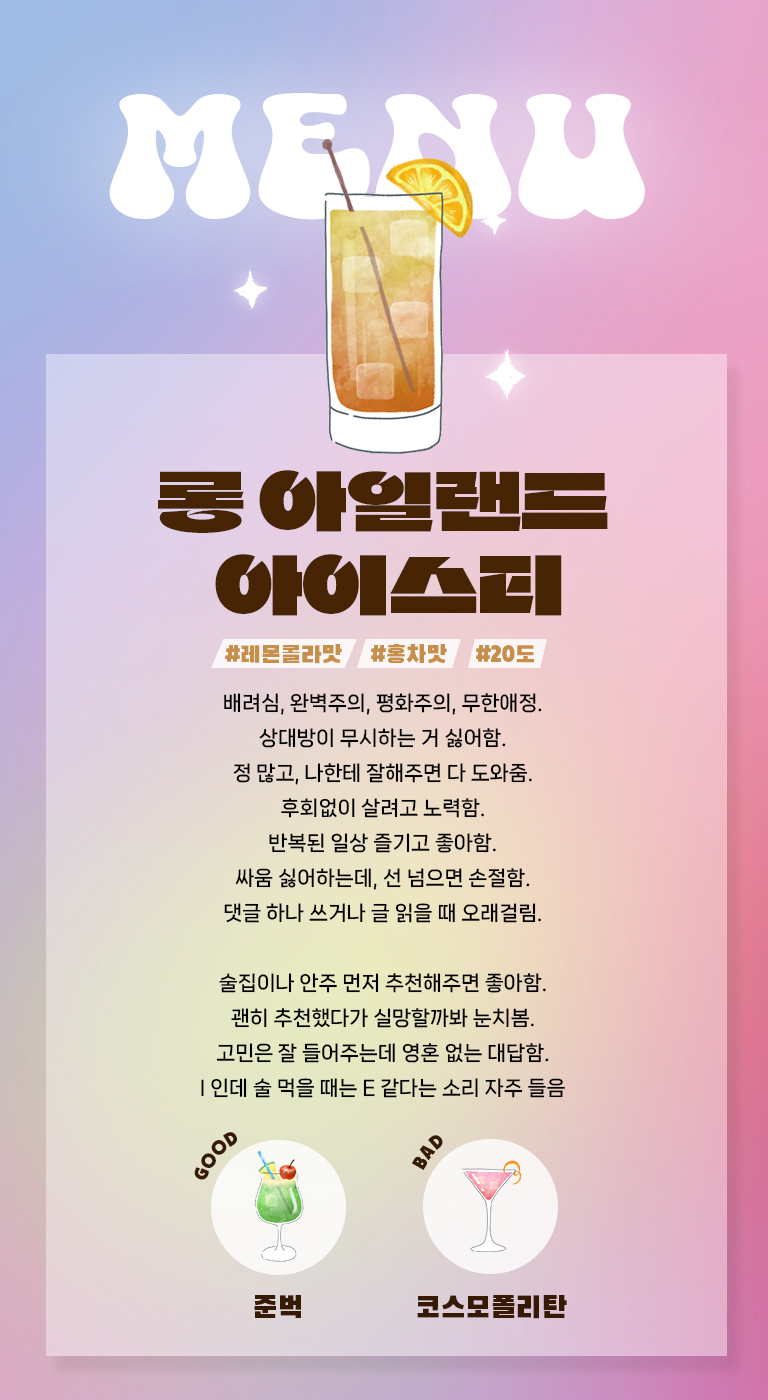 MENU
롱 아일랜드
아이스티
#레몬콜라맛 #홍차맛 #20도
배려심, 완벽주의, 평화주의, 무한애정.
상대방이 무시하는 거 싫어함.
정 많고, 나한테 잘해주면 다 도와줌.
후회없이 살려고 노력함.
반복된 일상 즐기고 좋아함.
싸움 싫어하는데, 선 넘으면 손절함.
댓글 하나 쓰거나 글 읽을 때 오래걸림.
술집이나 안주 먼저 추천해주면 좋아함.
괜히 추천했다가 실망할까봐 눈치봄.
고민은 잘 들어주는데 영혼 없는 대답함.
I 인데 술 먹을 때는 E 같다는 소리 자주 들음
GOOD BAD
준벅 코스모폴리탄